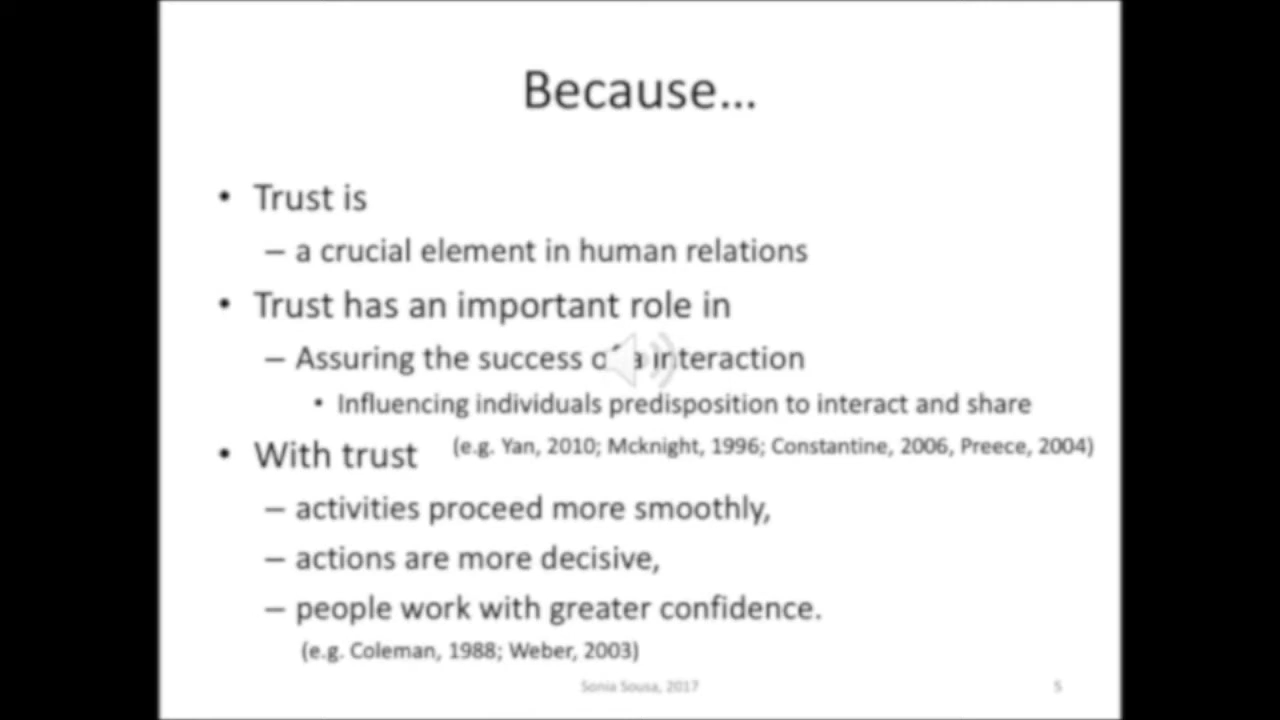 Because...
• Trust is
– a crucial element in human relations
• Trust has an important role in
– Assuring the success of a interaction
• Influencing individuals predisposition to interact and share
(e.g. Yan, 2010; Mcknight, 1996; Constantine, 2006, Preece, 2004)
• With trust
– activities proceed more smoothly,
– actions are more decisive,
– people work with greater confidence.
(e.g. Coleman, 1988; Weber, 2003)
Sonia Sousa, 2017 5